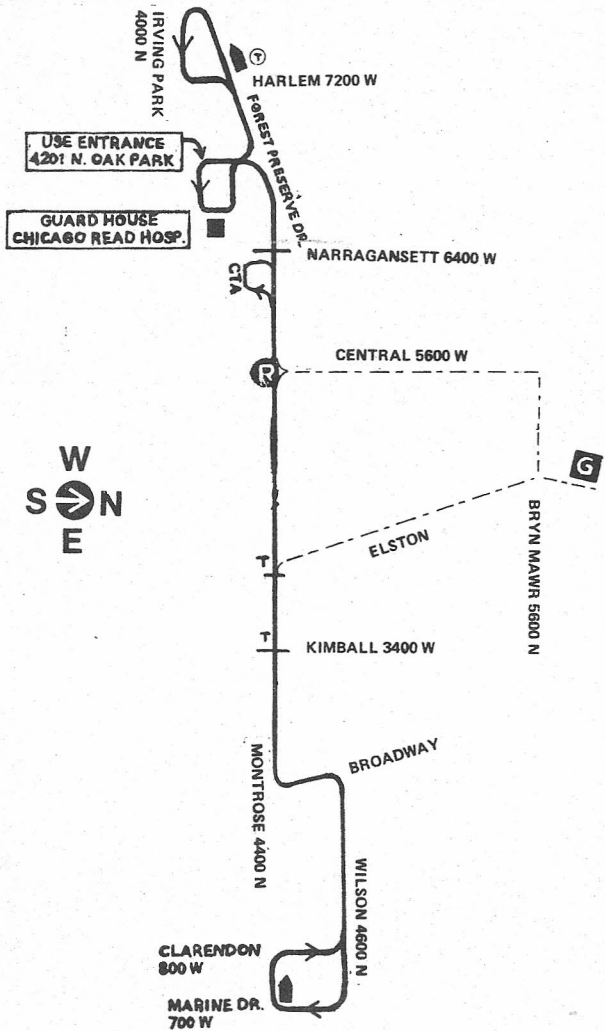 IRVING PARK
4000 N
T
HARLEM 7200 W
FOREST PRESERVE DR.
USE ENTRANCE
4201 N. OAK PARK
GUARD HOUSE
CHICAGO READ HOSP.
NARRAGANSETT 6400 W
CTA
CENTRAL 5600 W
R
W
S N
E
G
BRYN MAWR 5600 N
ELSTON
T
T
KIMBALL 3400 W
MONTROSE 4400 N
BROADWAY
WILSON 4600 N
CLARENDON
800 W
MARINE DR.
700 W